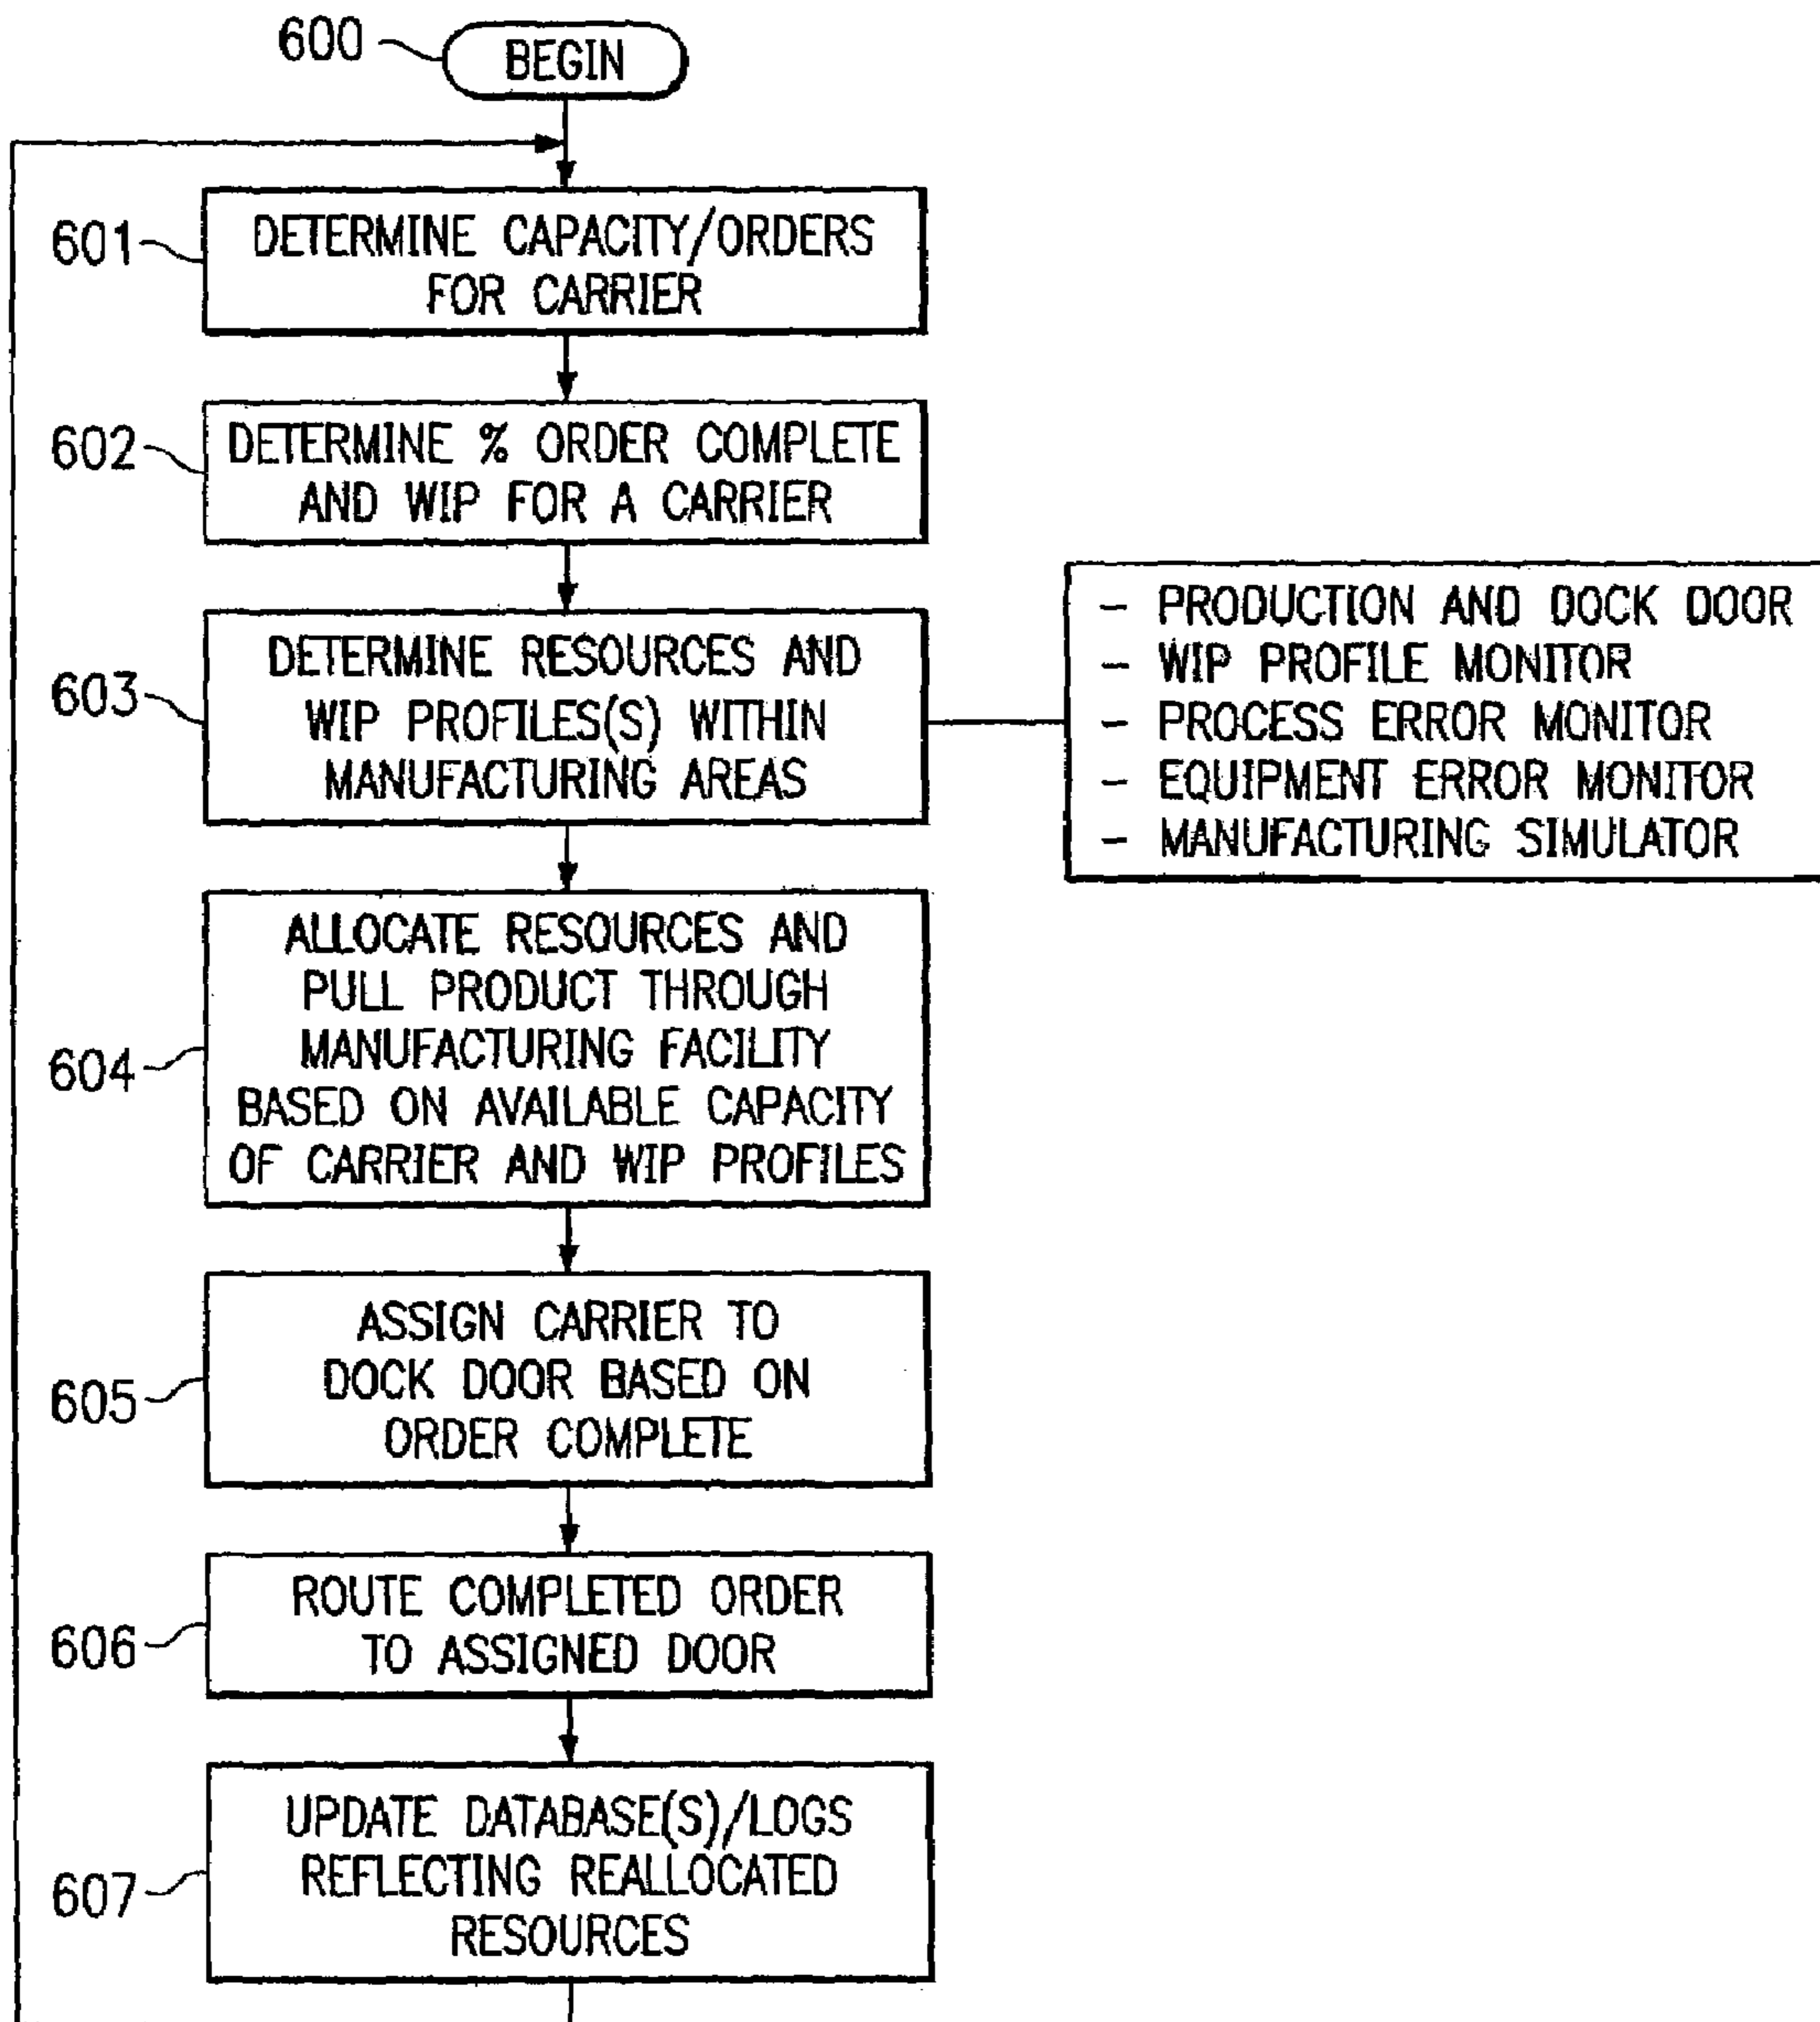 600
BEGIN
601
DETERMINE CAPACITY/ORDERS
FOR CARRIER
602
DETERMINE % ORDER COMPLETE
AND WIP FOR A CARRIER
603
DETERMINE RESOURCES AND
WIP PROFILES(S) WITHIN
MANUFACTURING AREAS
- PRODUCTION AND DOCK DOOR
- WIP PROFILE MONITOR
- PROCESS ERROR MONITOR
- EQUIPMENT ERROR MONITOR
- MANUFACTURING SIMULATOR
604
ALLOCATE RESOURCES AND
PULL PRODUCT THROUGH
MANUFACTURING FACILITY
BASED ON AVAILABLE CAPACITY
OF CARRIER AND WIP PROFILES
605
ASSIGN CARRIER TO
DOCK DOOR BASED ON
ORDER COMPLETE
606
ROUTE COMPLETED ORDER
TO ASSIGNED DOOR
607
UPDATE DATABASE(S)/LOGS
REFLECTING REALLOCATED
RESOURCES